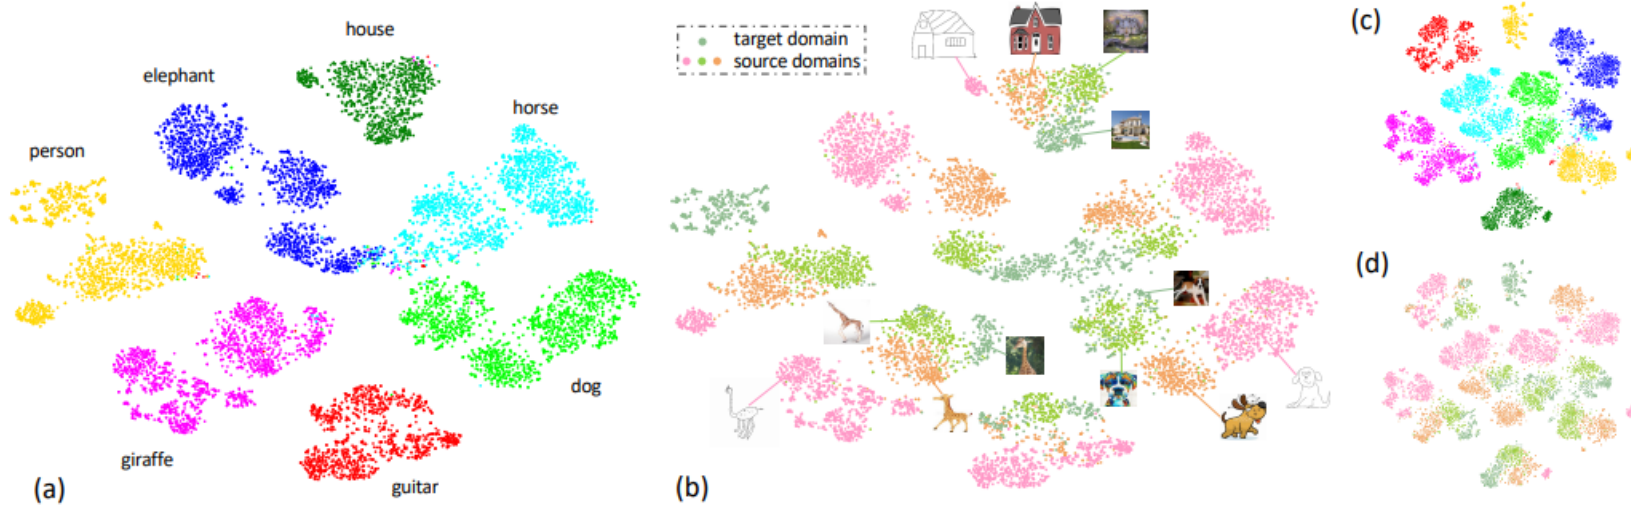 house
elephant
horse
person
dog
giraffe
guitar
(a)
target domain
source domains
(b)
(c)
(d)